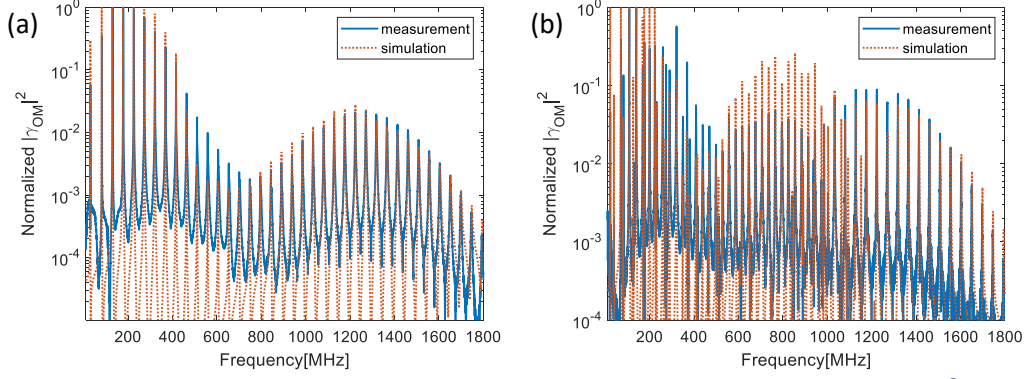 (a)
measurement
simulation
10^0
10^-1
10^-2
10^-3
10^-4
Normalized |γ_OM|^2
200 400 600 800 1000 1200 1400 1600 1800
Frequency[MHz]
(b)
measurement
simulation
10^0
10^-1
10^-2
10^-3
10^-4
Normalized |γ_OM|^2
200 400 600 800 1000 1200 1400 1600 1800
Frequency[MHz]